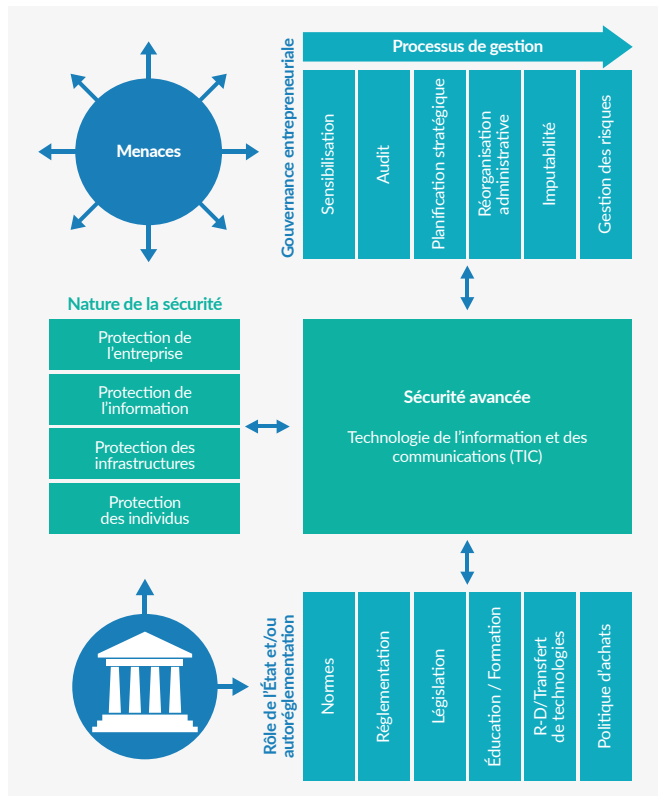 Menaces
Gouvernance entrepreneuriale
Processus de gestion
Sensibilisation
Audit
Planification stratégique
Réorganisation
administrative
Imputabilité
Gestion des risques
Nature de la sécurité
Protection de
l'entreprise
Protection de
l'information
Protection des
infrastructures
Protection
des individus
Sécurité avancée
Technologie de l'information et des
communications (TIC)
Rôle de l'État et/ou
autoréglementation
Normes
Réglementation
Législation
Éducation / Formation
R-D/Transfert
de technologies
Politique d'achats